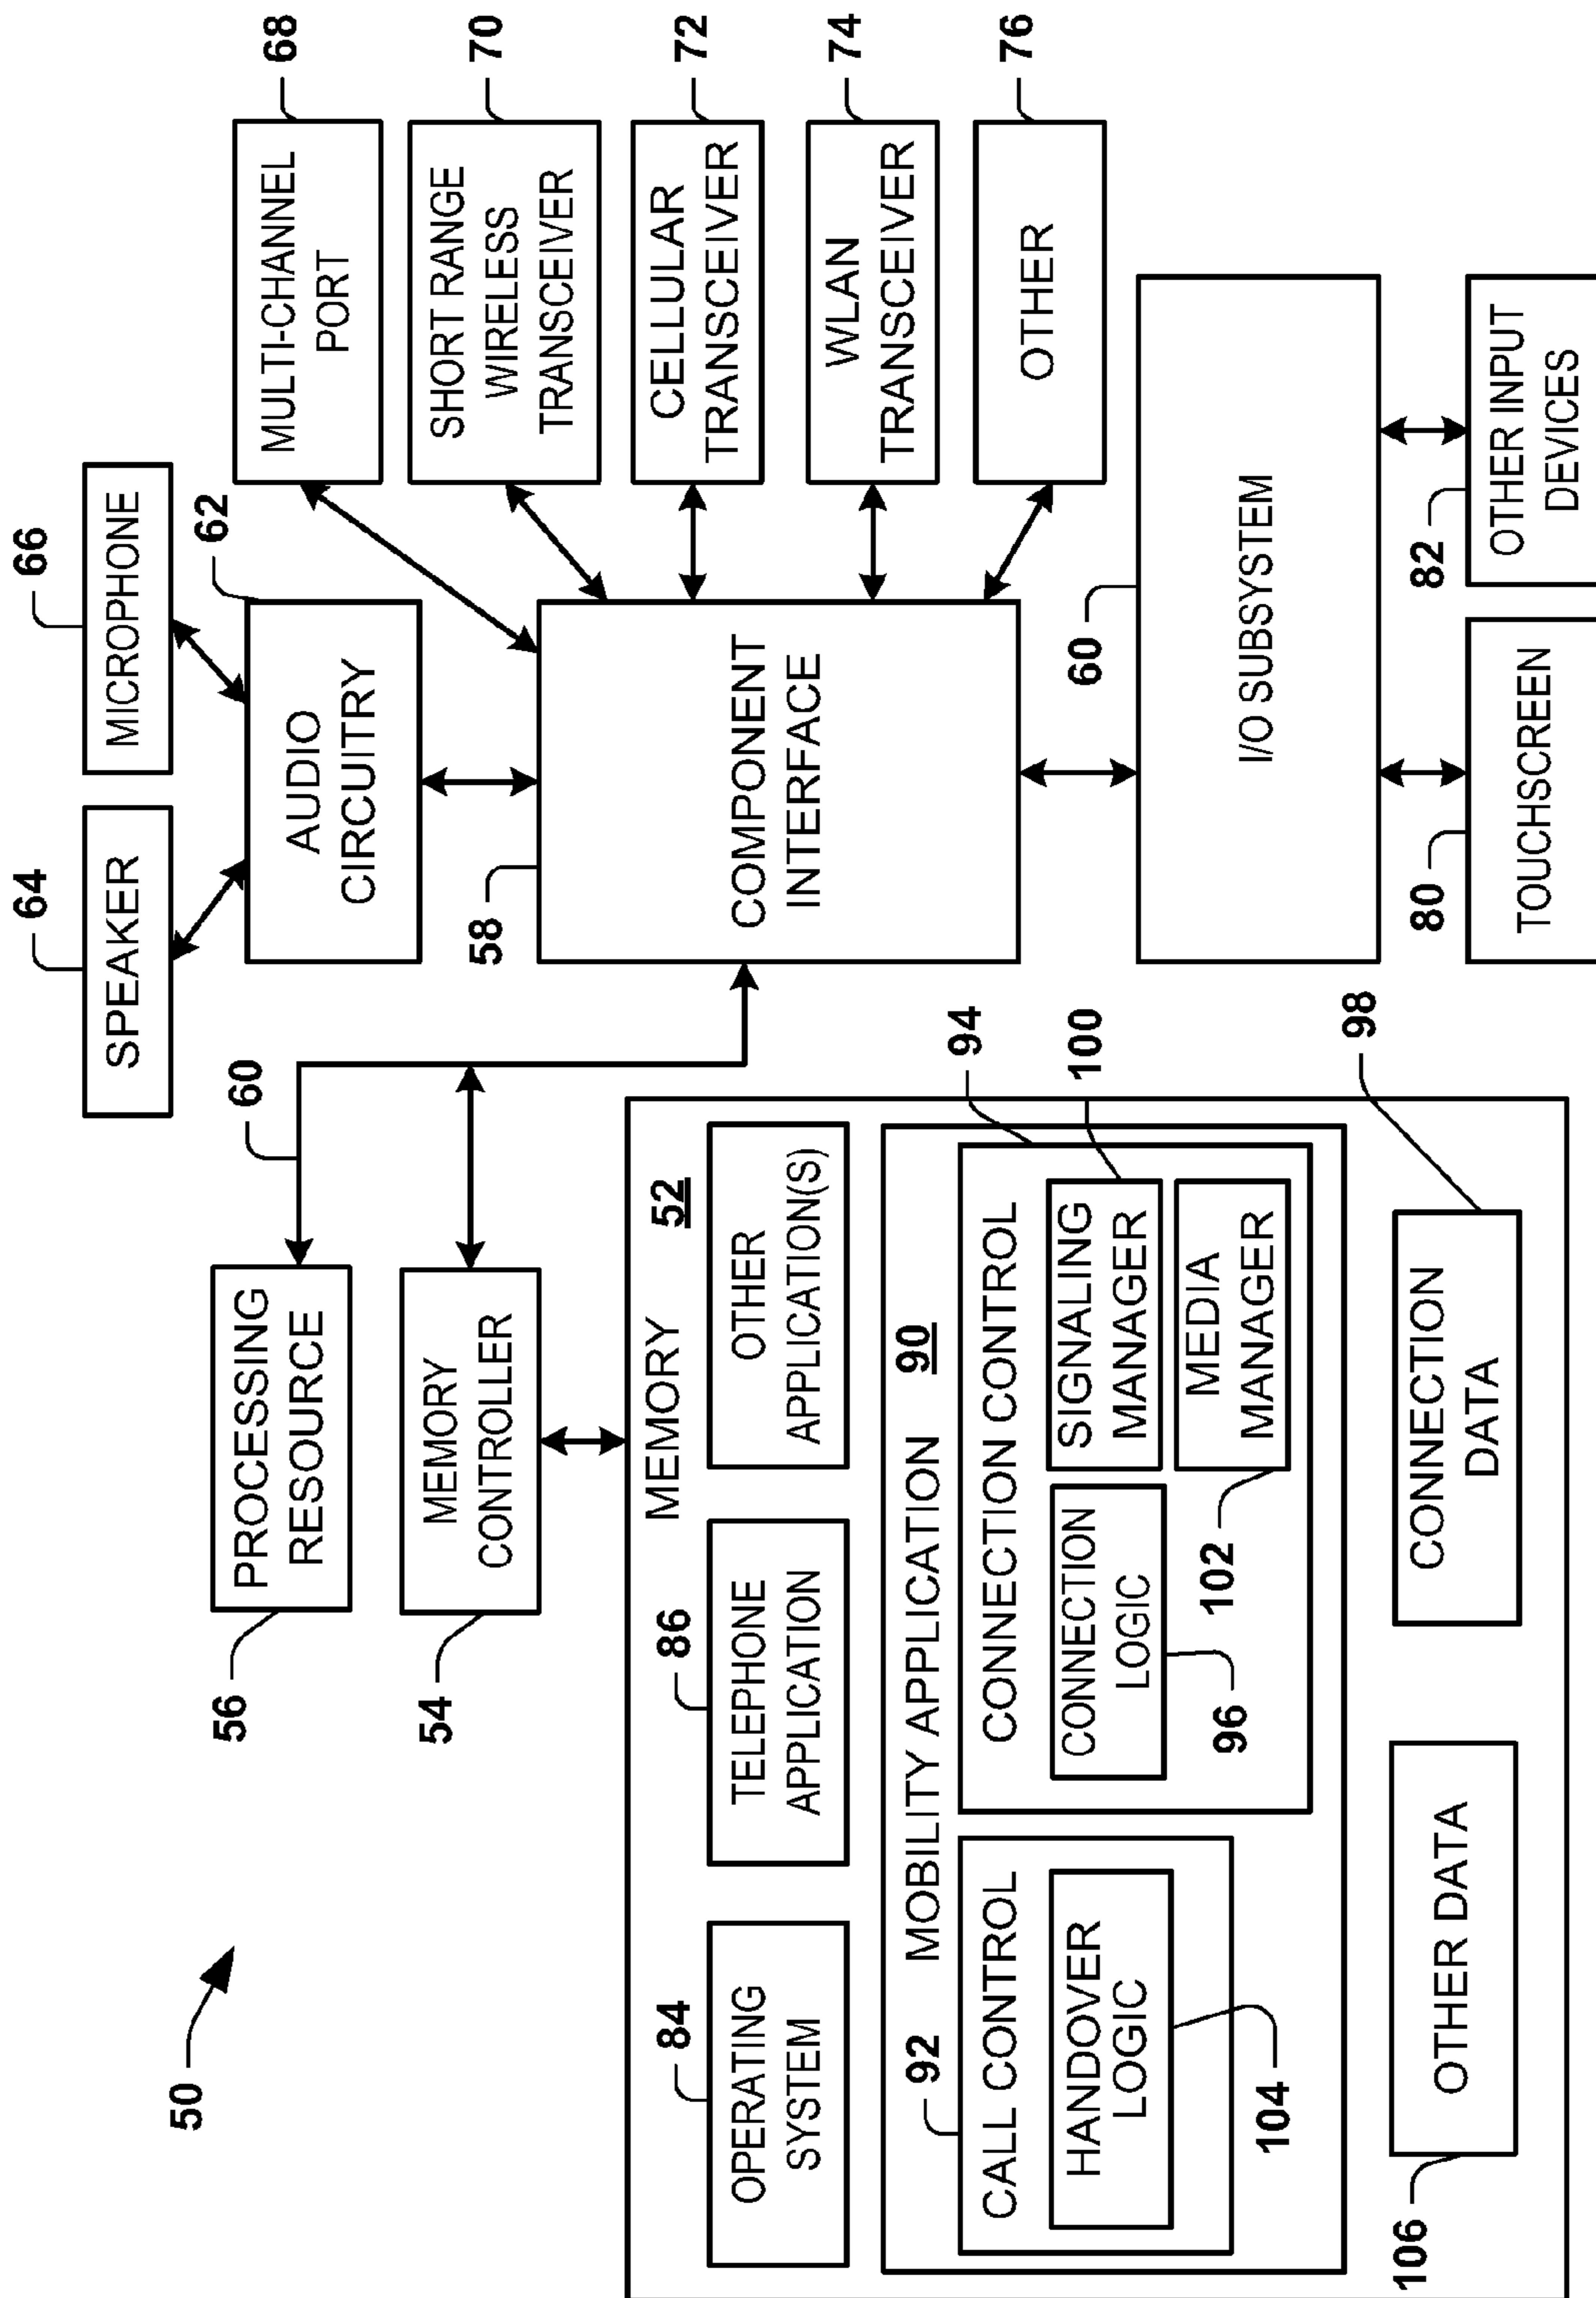 50
64
66
SPEAKER
MICROPHONE
62
AUDIO
CIRCUITRY
68
MULTI-CHANNEL
PORT
70
SHORT RANGE
WIRELESS
TRANSCEIVER
72
CELLULAR
TRANSCEIVER
74
WLAN
TRANSCEIVER
76
OTHER
60
56
PROCESSING
RESOURCE
54
MEMORY
CONTROLLER
58
COMPONENT
INTERFACE
60
I/O SUBSYSTEM
80
TOUCHSCREEN
82
OTHER INPUT
DEVICES
MEMORY
52
84
OPERATING
SYSTEM
86
TELEPHONE
APPLICATION
OTHER
APPLICATION(S)
MOBILITY APPLICATION
90
92
CALL CONTROL
HANDOVER
LOGIC
104
94
CONNECTION CONTROL
CONNECTION
LOGIC
96
100
SIGNALING
MANAGER
MEDIA
MANAGER
102
106
OTHER DATA
98
CONNECTION
DATA